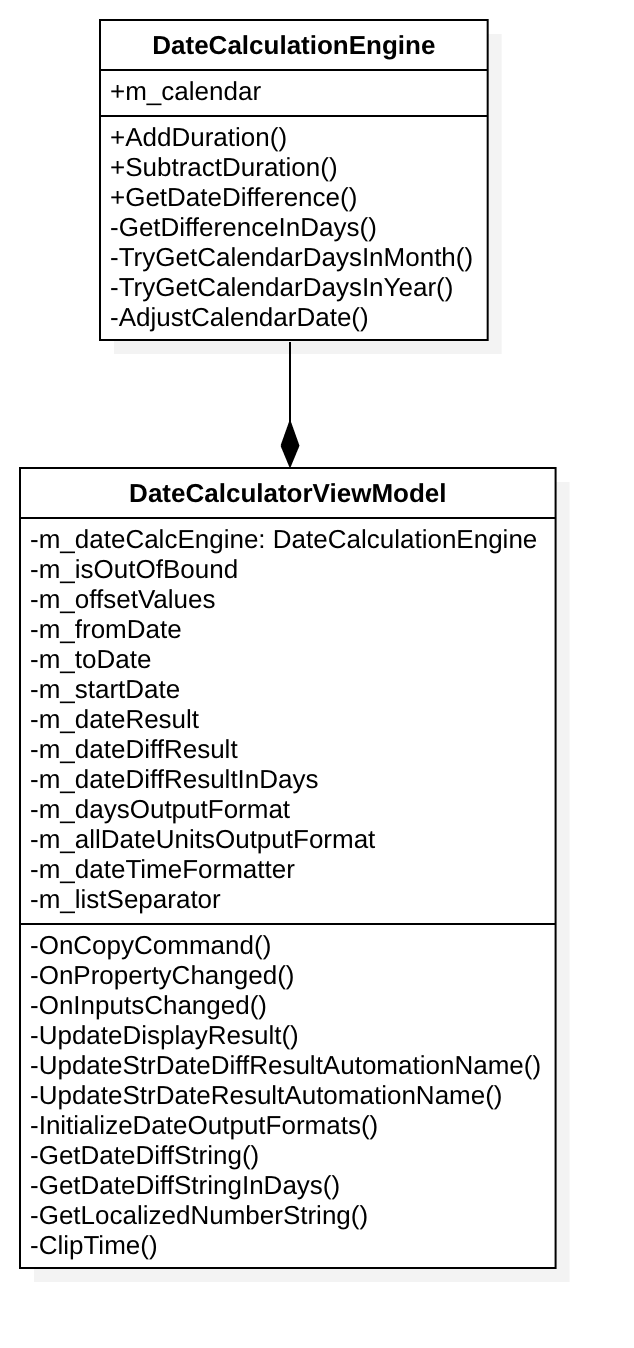 DateCalculationEngine
+m_calendar
+AddDuration()
+SubtractDuration()
+GetDateDifference()
-GetDifferenceInDays()
-TryGetCalendarDaysInMonth()
-TryGetCalendarDaysInYear()
-AdjustCalendarDate()
DateCalculatorViewModel
-m_dateCalcEngine: DateCalculationEngine
-m_isOutOfBound
-m_offsetValues
-m_fromDate
-m_toDate
-m_startDate
-m_dateResult
-m_dateDiffResult
-m_dateDiffResultInDays
-m_daysOutputFormat
-m_allDateUnitsOutputFormat
-m_dateTimeFormatter
-m_listSeparator
-OnCopyCommand()
-OnPropertyChanged()
-OnInputsChanged()
-UpdateDisplayResult()
-UpdateStrDateDiffResultAutomationName()
-UpdateStrDateResultAutomationName()
-InitializeDateOutputFormats()
-GetDateDiffString()
-GetDateDiffStringInDays()
-GetLocalizedNumberString()
-ClipTime()